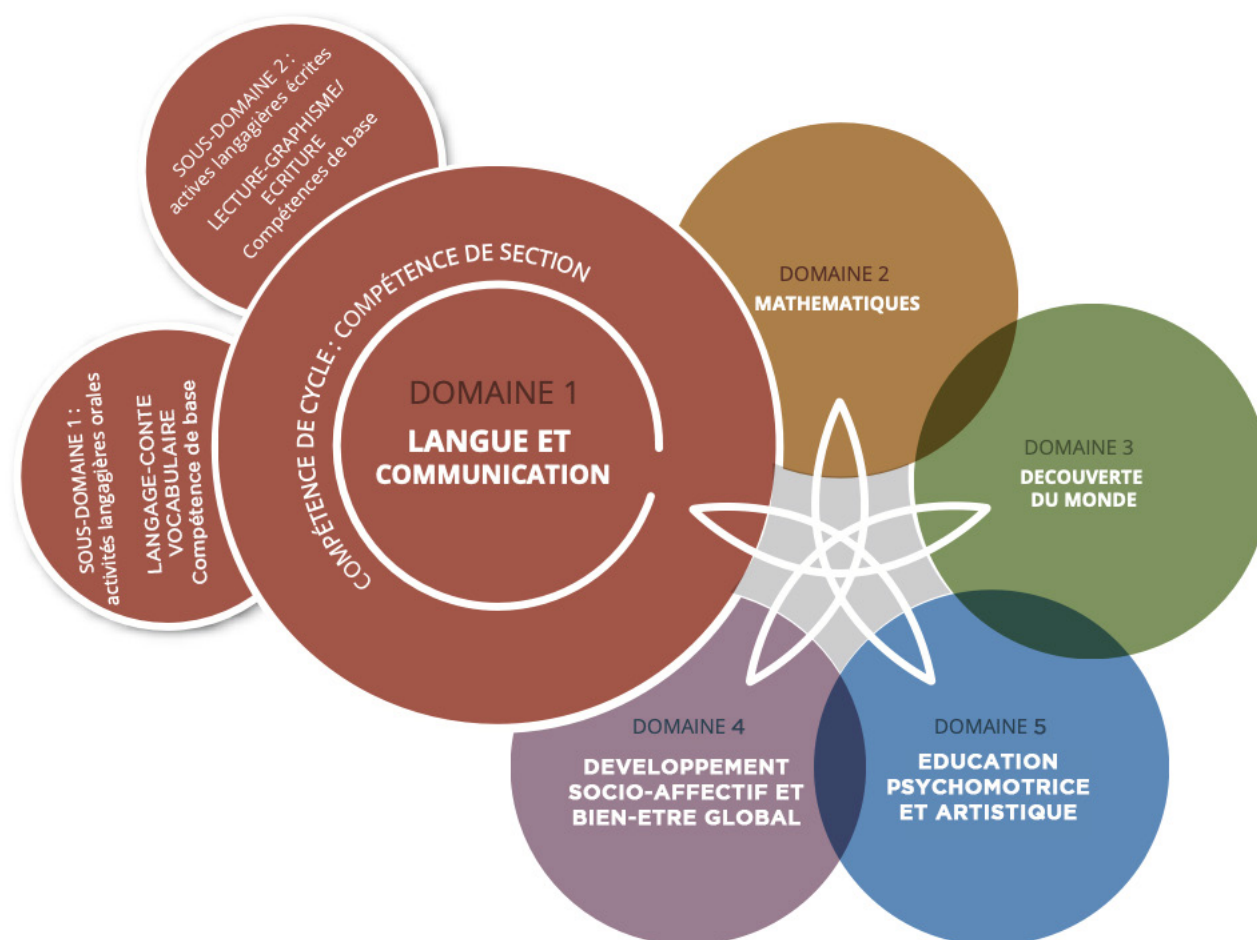 SOUS-DOMAINE 2 :
actives langagières écrites
LECTURE-GRAPHISME/
ECRITURE
Compétences de base
SOUS-DOMAINE 1 :
activités langagières orales
LANGAGE-CONTE
VOCABULAIRE
Compétence de base
COMPÉTENCE DE CYCLE : COMPÉTENCE DE SECTION
DOMAINE 1
LANGUE ET
COMMUNICATION
DOMAINE 2
MATHEMATIQUES
DOMAINE 3
DECOUVERTE
DU MONDE
DOMAINE 4
DEVELOPPEMENT
SOCIO-AFFECTIF ET
BIEN-ETRE GLOBAL
DOMAINE 5
EDUCATION
PSYCHOMOTRICE
ET ARTISTIQUE